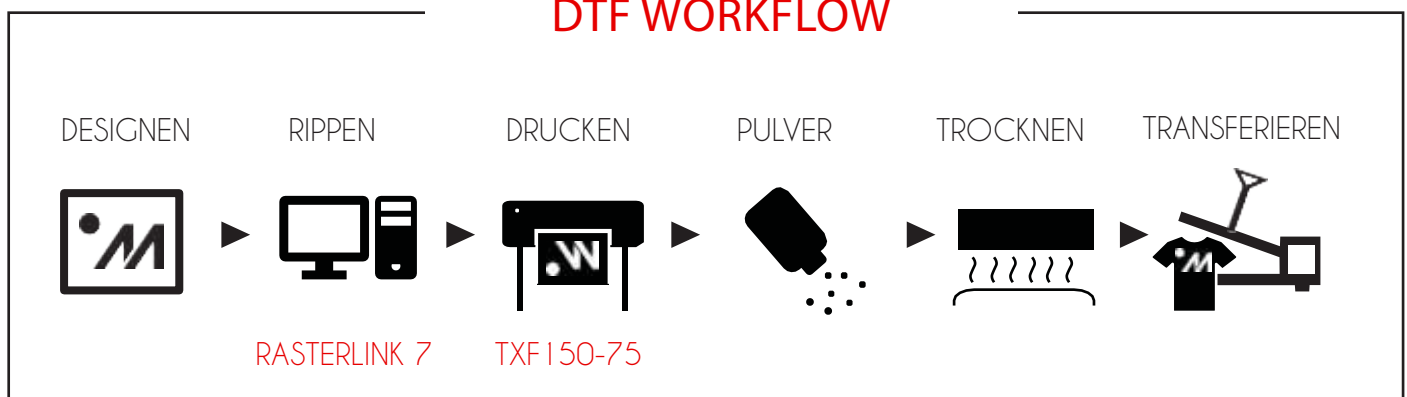 DTF WORKFLOW
DESIGNEN RIPPEN DRUCKEN PULVER TROCKNEN TRANSFERIEREN
RASTERLINK 7 TXF150-75